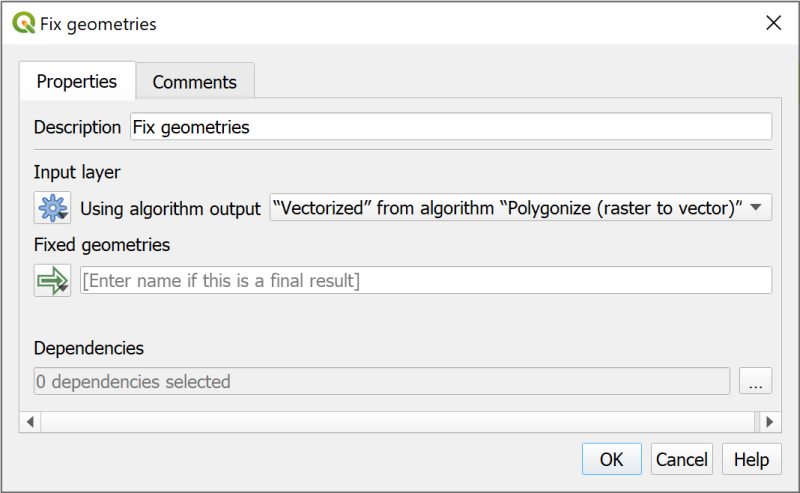 Fix geometries
Properties
Comments
Description Fix geometries
Input layer
Using algorithm output “Vectorized” from algorithm “Polygonize (raster to vector)”
Fixed geometries
[Enter name if this is a final result]
Dependencies
0 dependencies selected
...
OK Cancel Help